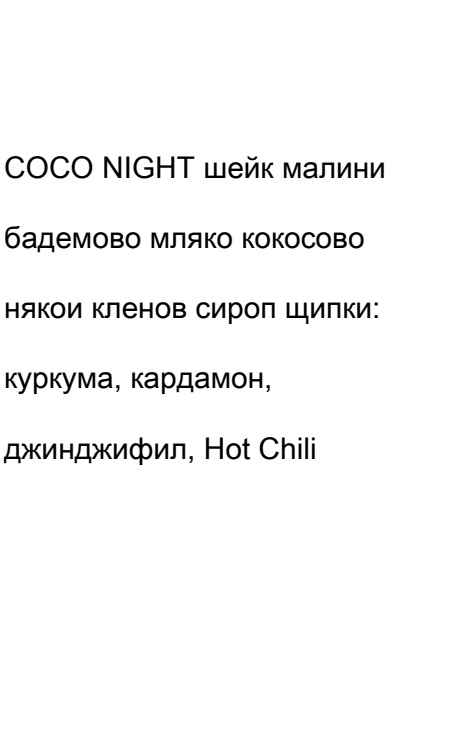 COCO NIGHT шейк малини
бадемово мляко кокосово
някои кленов сироп щипки:
куркума, кардамон,
джинджифил, Hot Chili